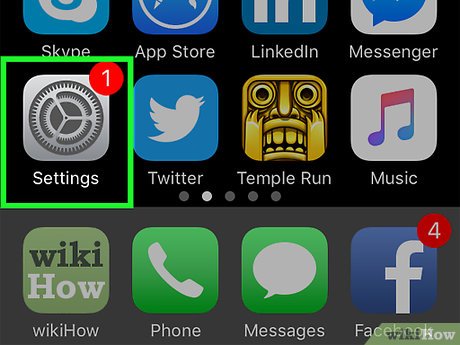 Skype App Store LinkedIn Messenger
1
Settings Twitter Temple Run Music
4
wiki
How
f
wikiHow Phone Messages Facebook
wikiHow